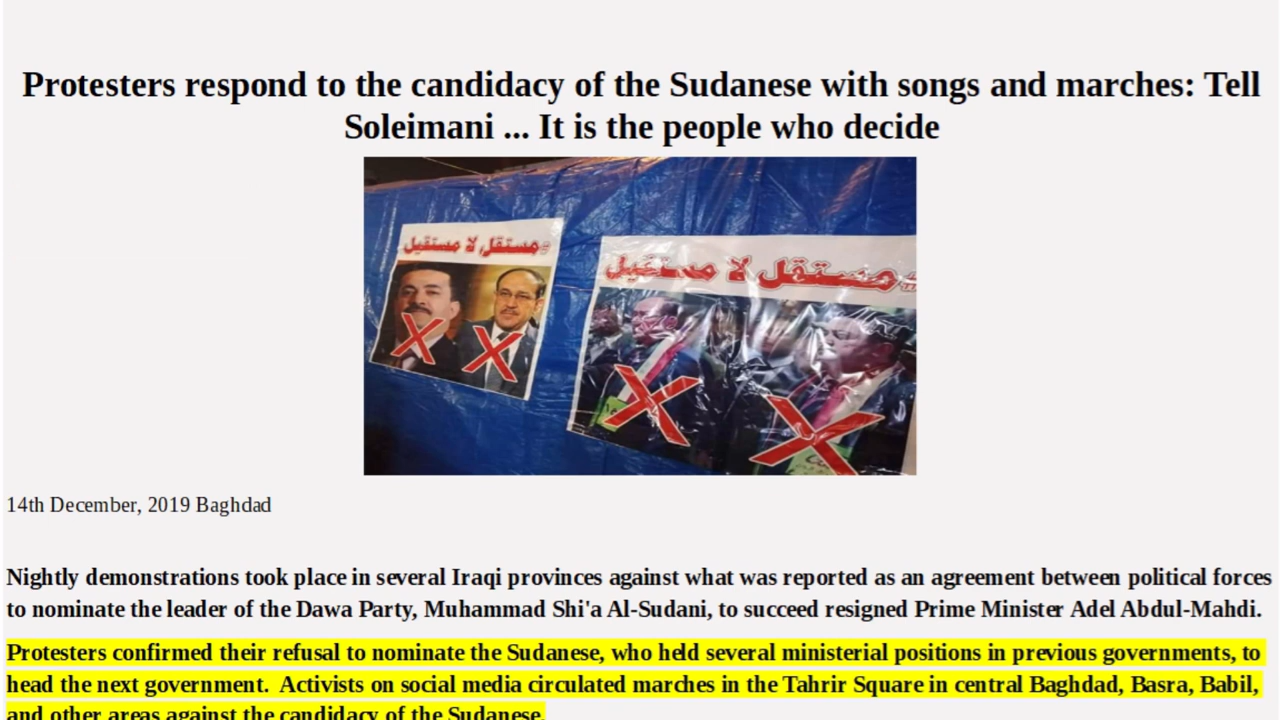 Protesters respond to the candidacy of the Sudanese with songs and marches: Tell
Soleimani ... It is the people who decide
#مستقل لا مستقيل
#مستقل لا مستقيل
14th December, 2019 Baghdad
Nightly demonstrations took place in several Iraqi provinces against what was reported as an agreement between political forces
to nominate the leader of the Dawa Party, Muhammad Shi'a Al-Sudani, to succeed resigned Prime Minister Adel Abdul-Mahdi.
Protesters confirmed their refusal to nominate the Sudanese, who held several ministerial positions in previous governments, to
head the next government.  Activists on social media circulated marches in the Tahrir Square in central Baghdad, Basra, Babil,
and other areas against the candidacy of the Sudanese.